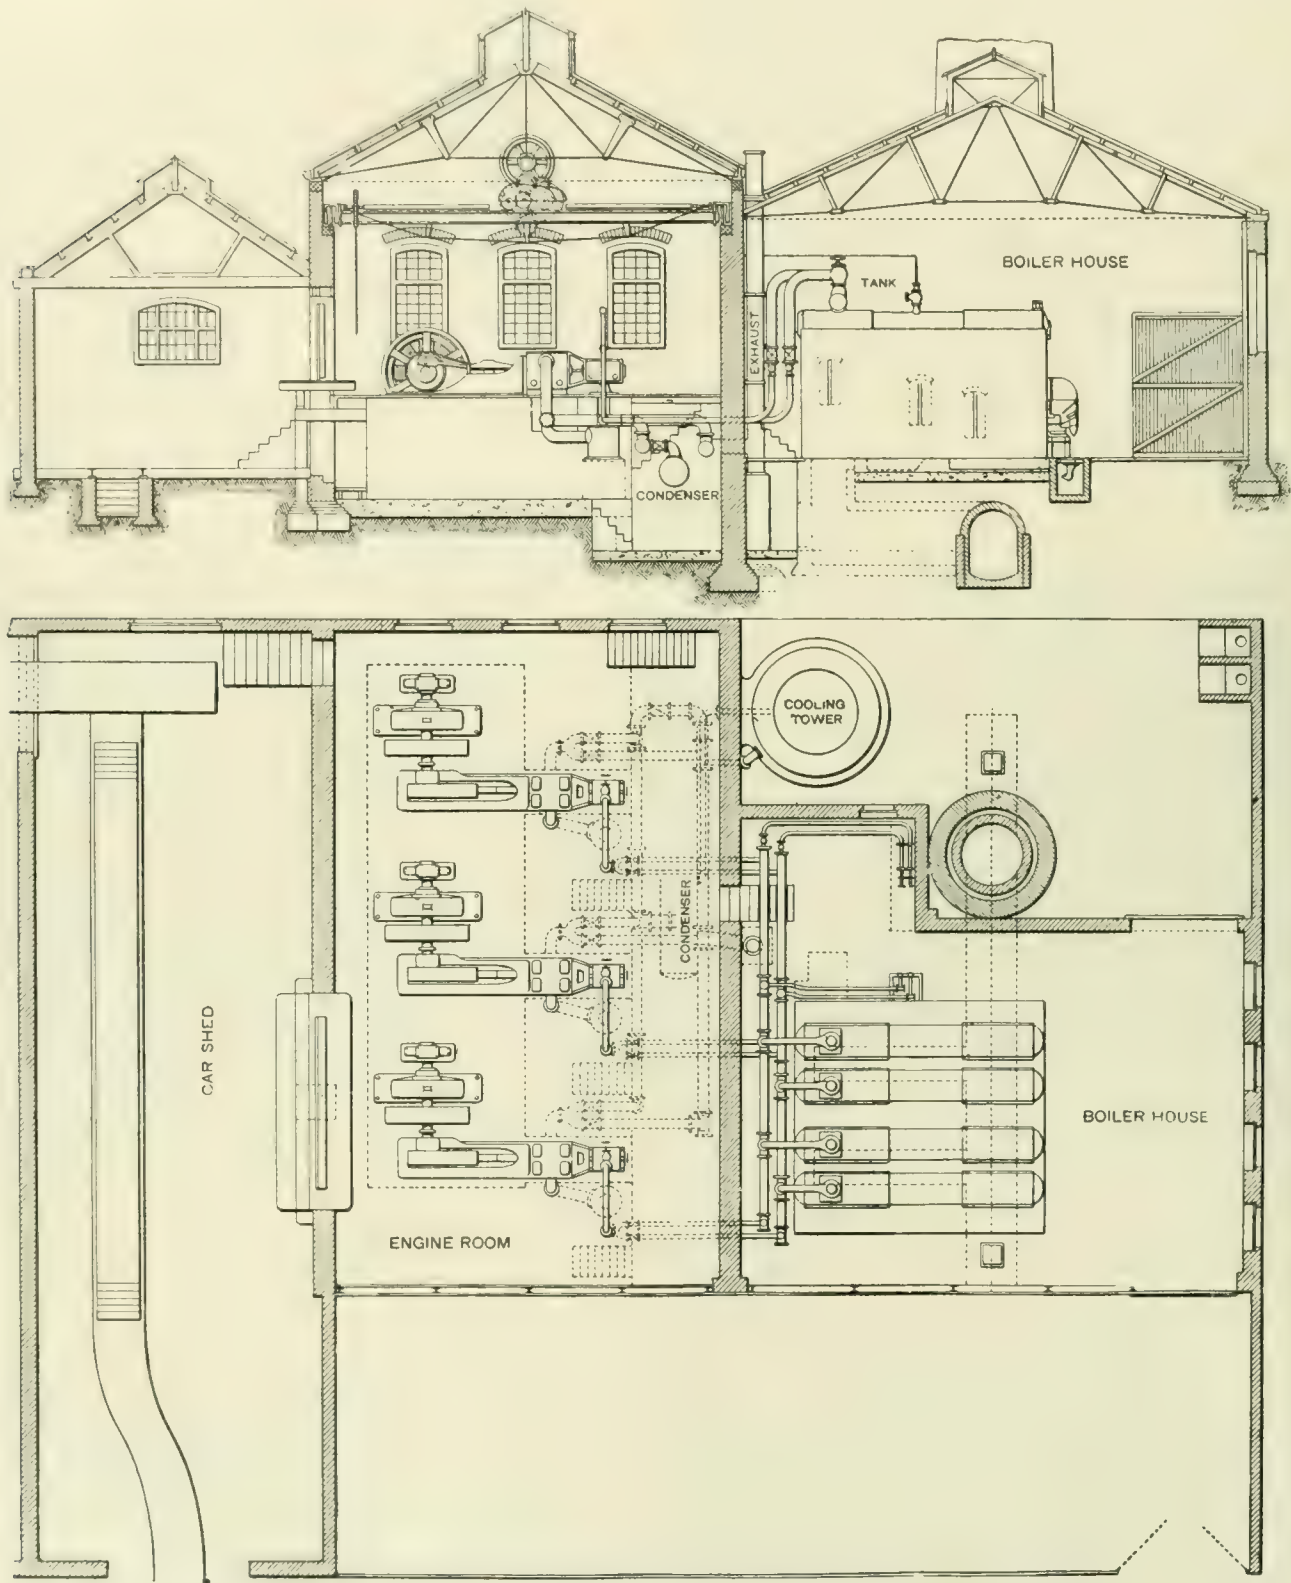 BOILER HOUSE
TANK
EXHAUST
CONDENSER
COOLING
TOWER
CONDENSER
CAR SHED
BOILER HOUSE
ENGINE ROOM